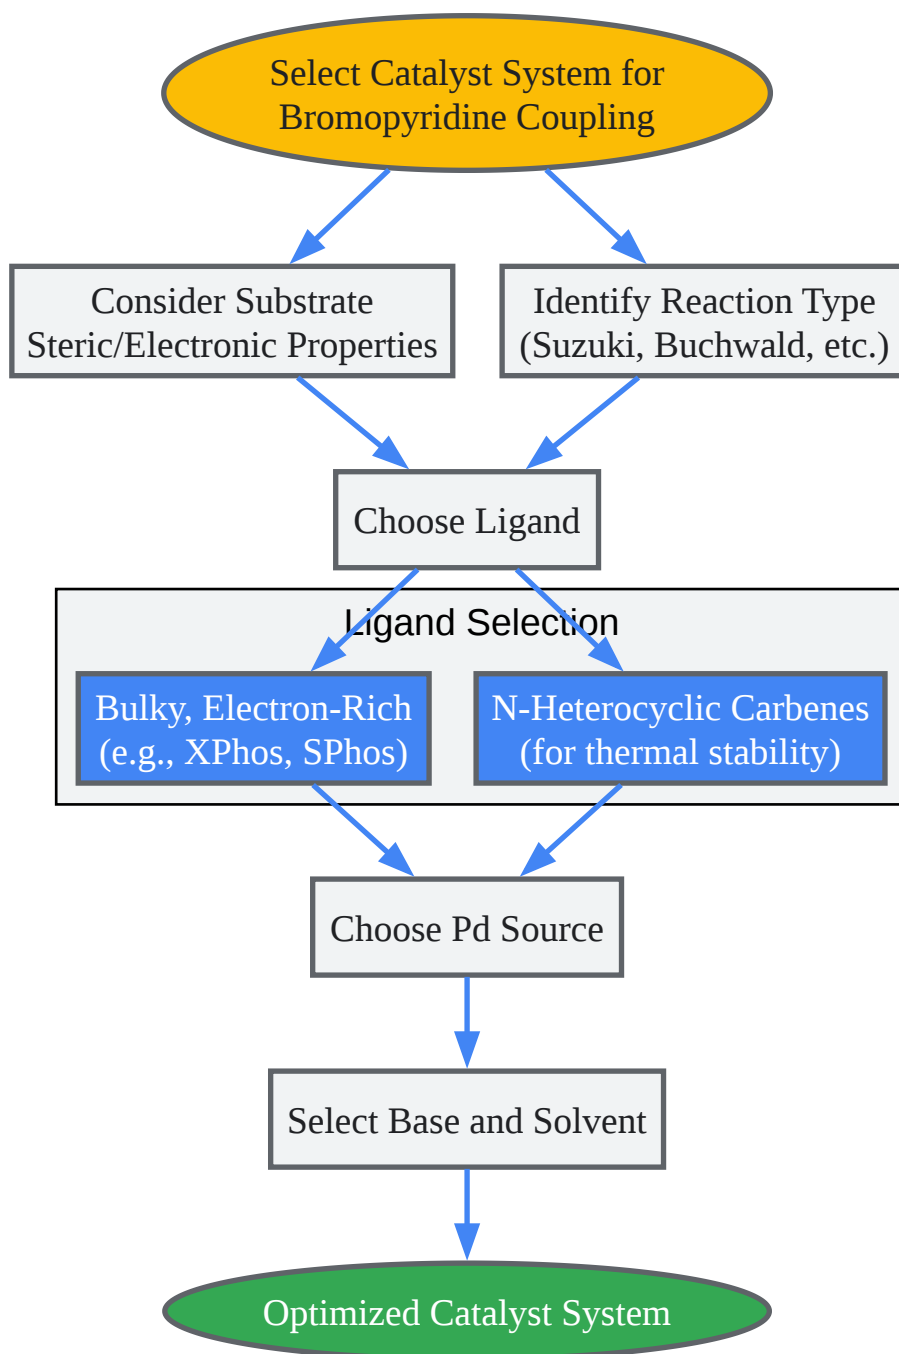 Select Catalyst System for
Bromopyridine Coupling
Consider Substrate
Steric/Electronic Properties
Identify Reaction Type
(Suzuki, Buchwald, etc.)
Choose Ligand
Ligand Selection
Bulky, Electron-Rich
(e.g., XPhos, SPhos)
N-Heterocyclic Carbenes
(for thermal stability)
Choose Pd Source
Select Base and Solvent
Optimized Catalyst System